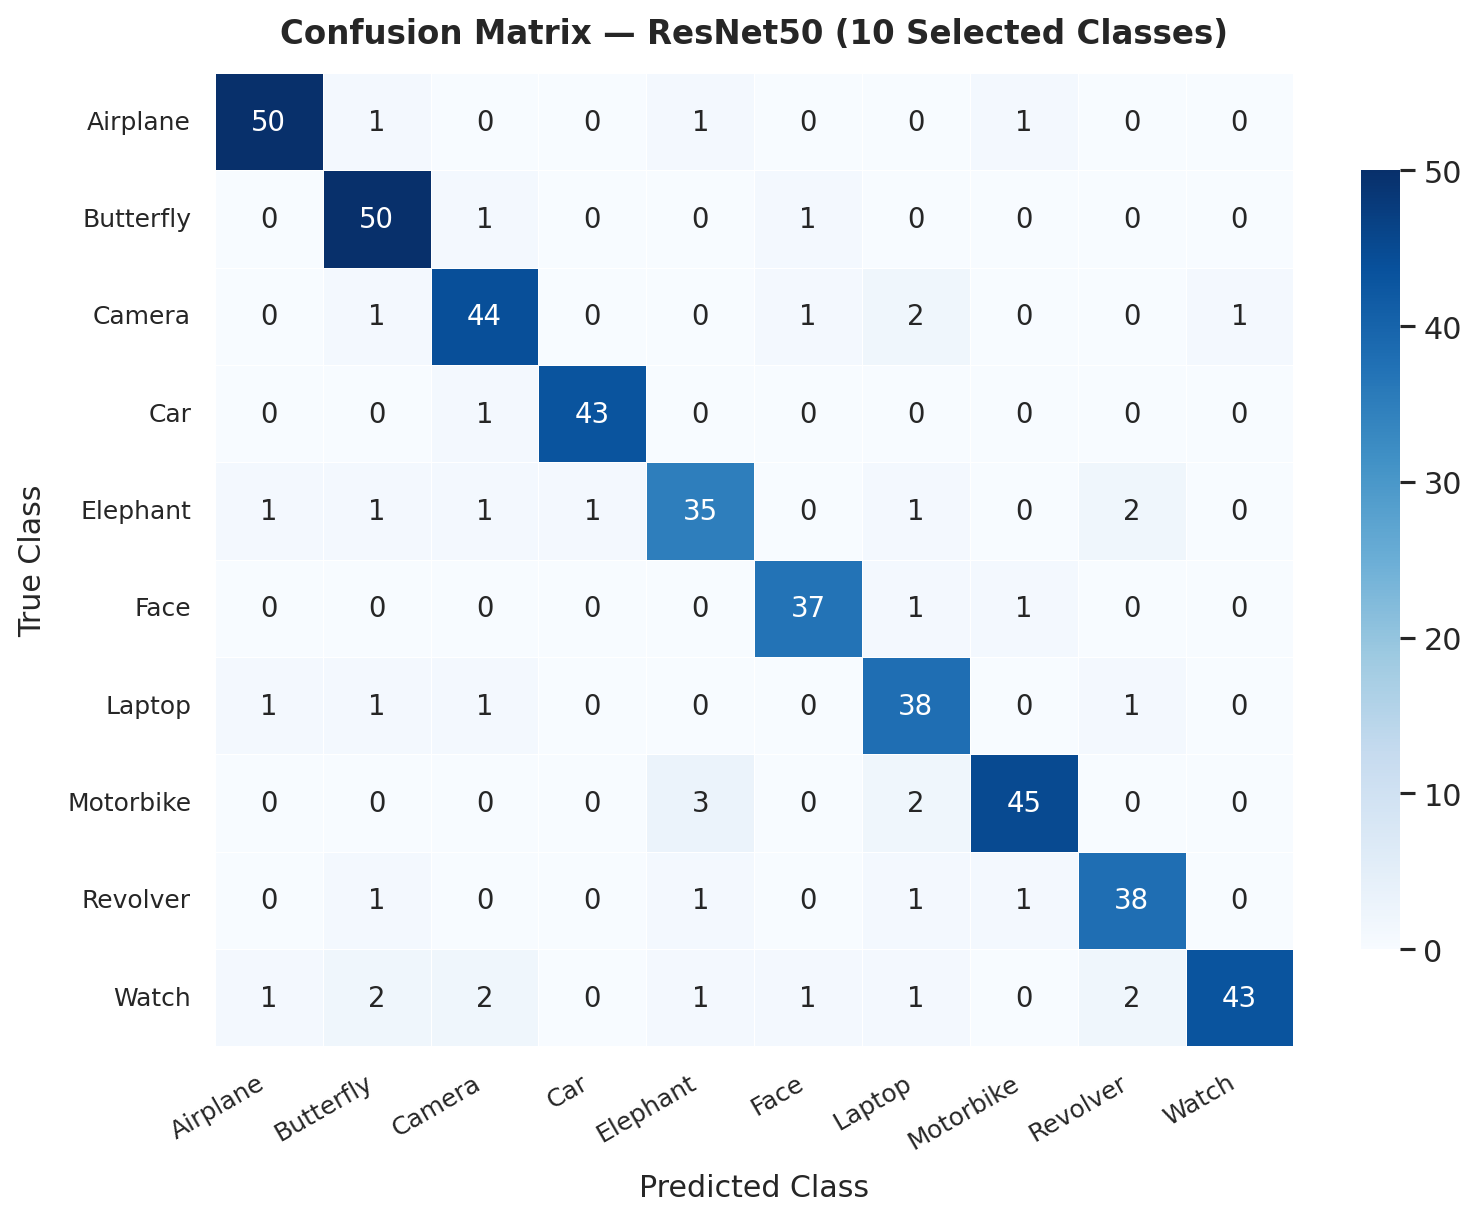 Confusion Matrix — ResNet50 (10 Selected Classes)
Airplane 50 1 0 0 1 0 0 1 0 0
Butterfly 0 50 1 0 0 1 0 0 0 0
Camera 0 1 44 0 0 1 2 0 0 1
Car 0 0 1 43 0 0 0 0 0 0
Elephant 1 1 1 1 35 0 1 0 2 0
Face 0 0 0 0 0 37 1 1 0 0
Laptop 1 1 1 0 0 0 38 0 1 0
Motorbike 0 0 0 0 3 0 2 45 0 0
Revolver 0 1 0 0 1 0 1 1 38 0
Watch 1 2 2 0 1 1 1 0 2 43
Airplane Butterfly Camera Car Elephant Face Laptop Motorbike Revolver Watch
Predicted Class
True Class
50
40
30
20
10
0